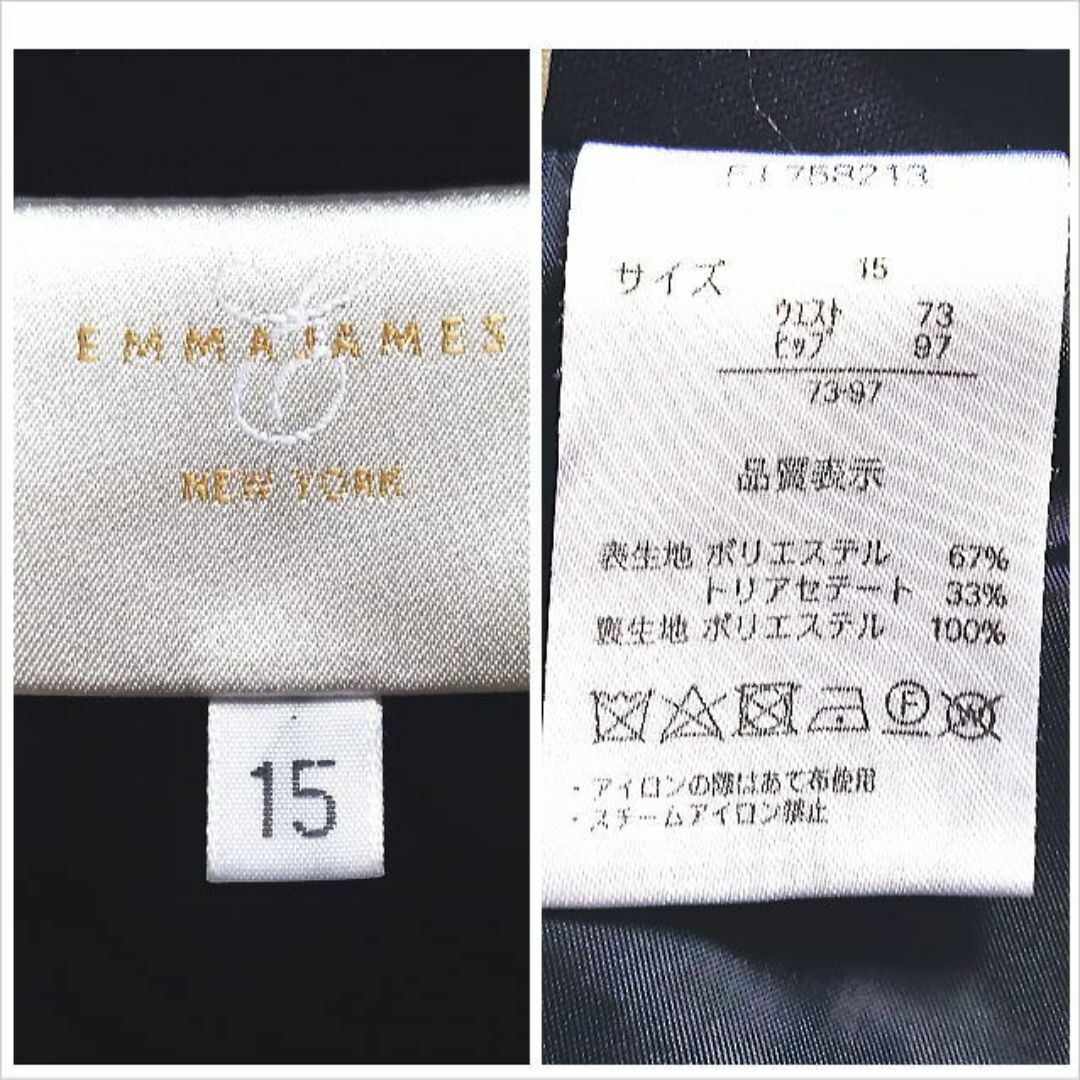 EMMAJAMES
NEW YORK
15
サイズ 15
ウエスト 73
ヒップ 97
73-97
品質表示
表生地 ポリエステル 67%
トリアセテート 33%
裏生地 ポリエステル 100%
F W
・アイロンの際はあて布使用
・スチームアイロン禁止